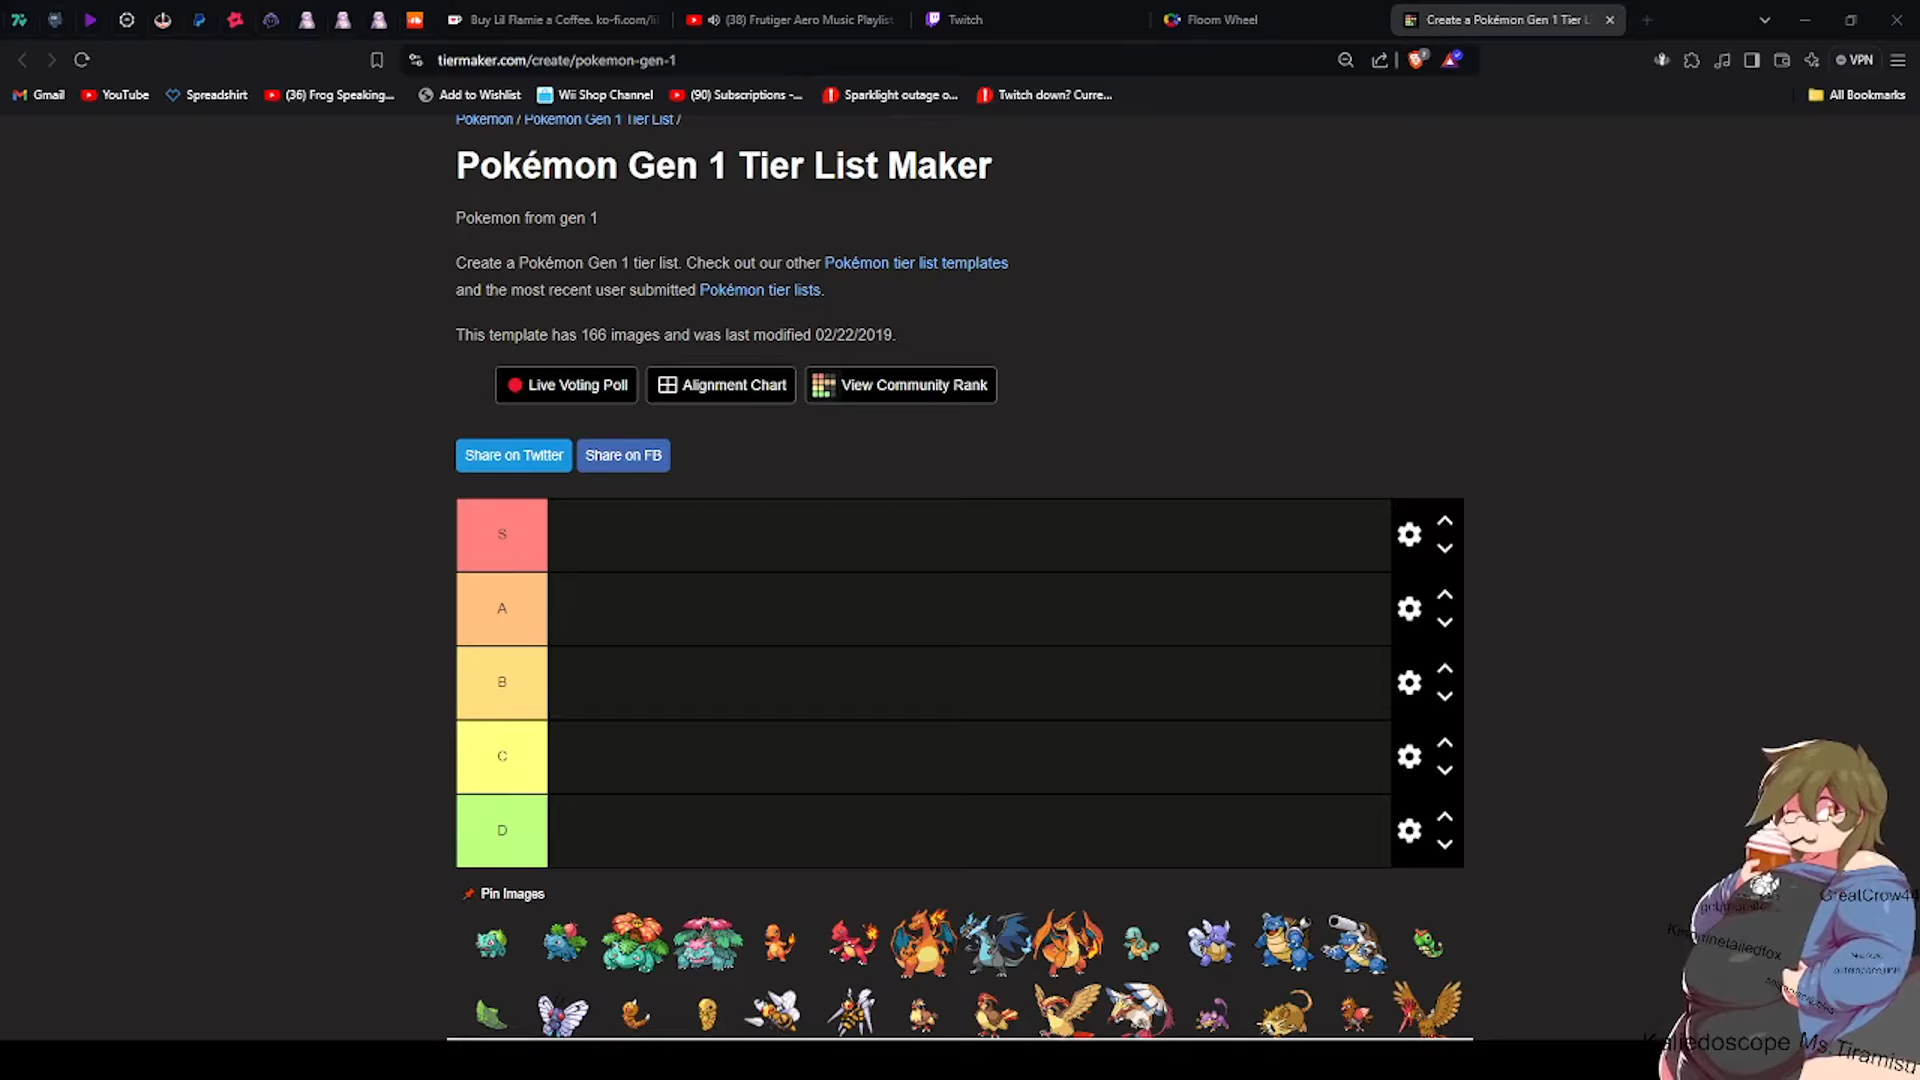 Buy Lil Flamie a Coffee. ko-fi.com/lil
(38) Frutiger Aero Music Playlist
Twitch
Floom Wheel
Create a Pokémon Gen 1 Tier L
tiermaker.com/create/pokemon-gen-1
VPN
Gmail
YouTube
Spreadshirt
(36) Frog Speaking...
Add to Wishlist
Wii Shop Channel
(90) Subscriptions -...
Sparklight outage o...
Twitch down? Curre...
All Bookmarks
Pokemon / Pokemon Gen 1 Tier List /
Pokémon Gen 1 Tier List Maker
Pokemon from gen 1
Create a Pokémon Gen 1 tier list. Check out our other Pokémon tier list templates
and the most recent user submitted Pokémon tier lists.
This template has 166 images and was last modified 02/22/2019.
Live Voting Poll
Alignment Chart
View Community Rank
Share on Twitter
Share on FB
S
A
B
C
D
Pin Images
GreatCrow44
Kaliedoscope
Ms. Tiramisu